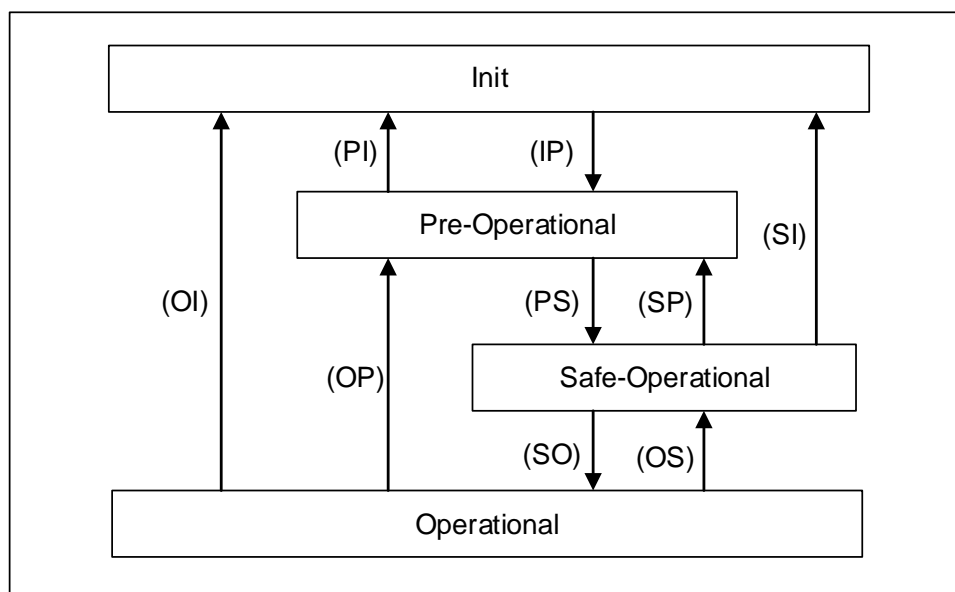 Init
(PI)
(IP)
Pre-Operational
(SI)
(OI)
(PS)
(SP)
(OP)
Safe-Operational
(SO)
(OS)
Operational